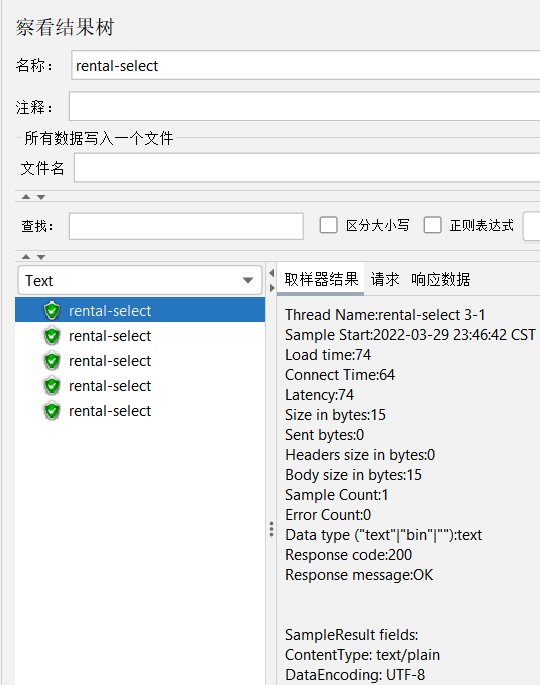 察看结果树
名称： rental-select
注释：
所有数据写入一个文件
文件名
查找： 区分大小写 正则表达式
Text
取样器结果 请求 响应数据
rental-select
rental-select
rental-select
rental-select
rental-select
Thread Name:rental-select 3-1
Sample Start:2022-03-29 23:46:42 CST
Load time:74
Connect Time:64
Latency:74
Size in bytes:15
Sent bytes:0
Headers size in bytes:0
Body size in bytes:15
Sample Count:1
Error Count:0
Data type ("text"|"bin"|""):text
Response code:200
Response message:OK
SampleResult fields:
ContentType: text/plain
DataEncoding: UTF-8